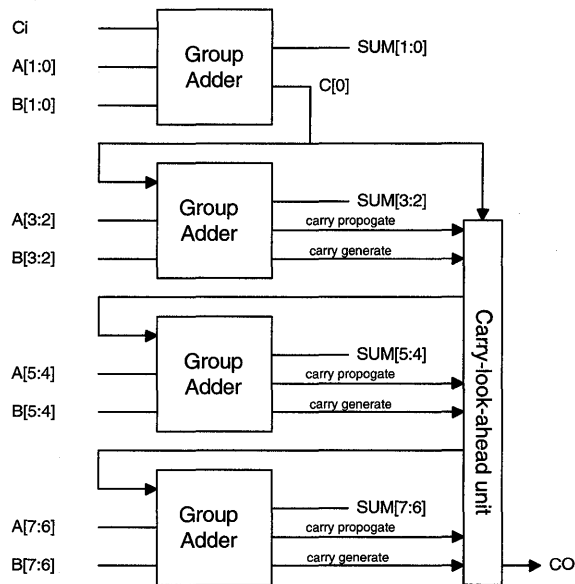 Ci
A[1:0]
B[1:0]
Group
Adder
SUM[1:0]
C[0]
A[3:2]
B[3:2]
Group
Adder
SUM[3:2]
carry propogate
carry generate
A[5:4]
B[5:4]
Group
Adder
SUM[5:4]
carry propogate
carry generate
A[7:6]
B[7:6]
Group
Adder
SUM[7:6]
carry propogate
carry generate
Carry-look-ahead unit
CO